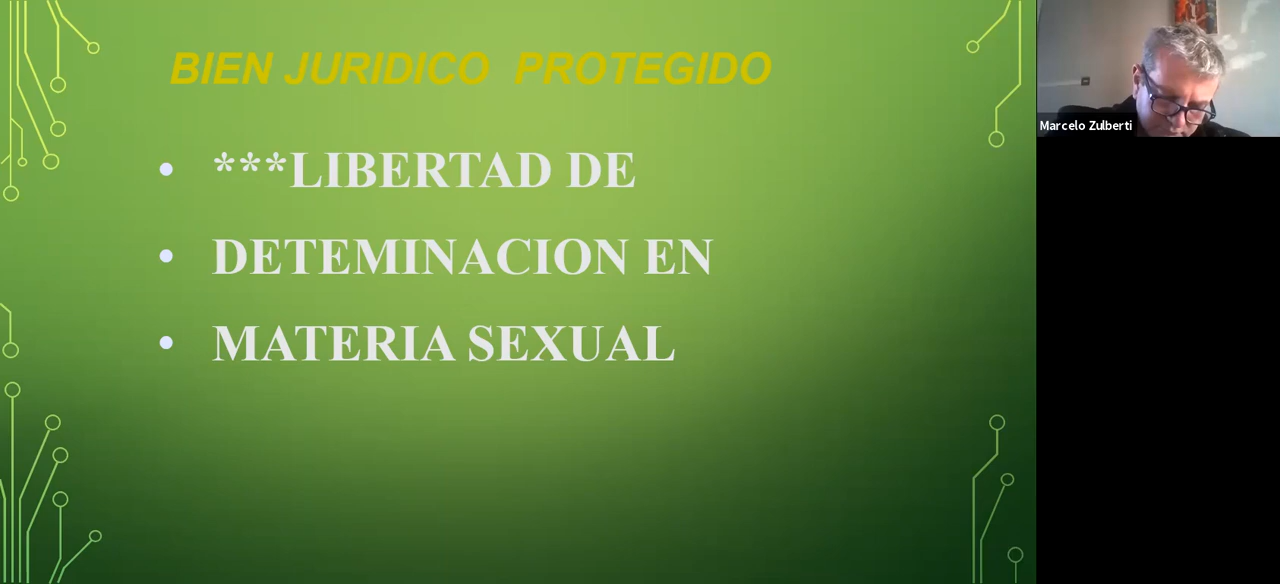 BIEN JURIDICO PROTEGIDO
***LIBERTAD DE
DETEMINACION EN
MATERIA SEXUAL
Marcelo Zulberti